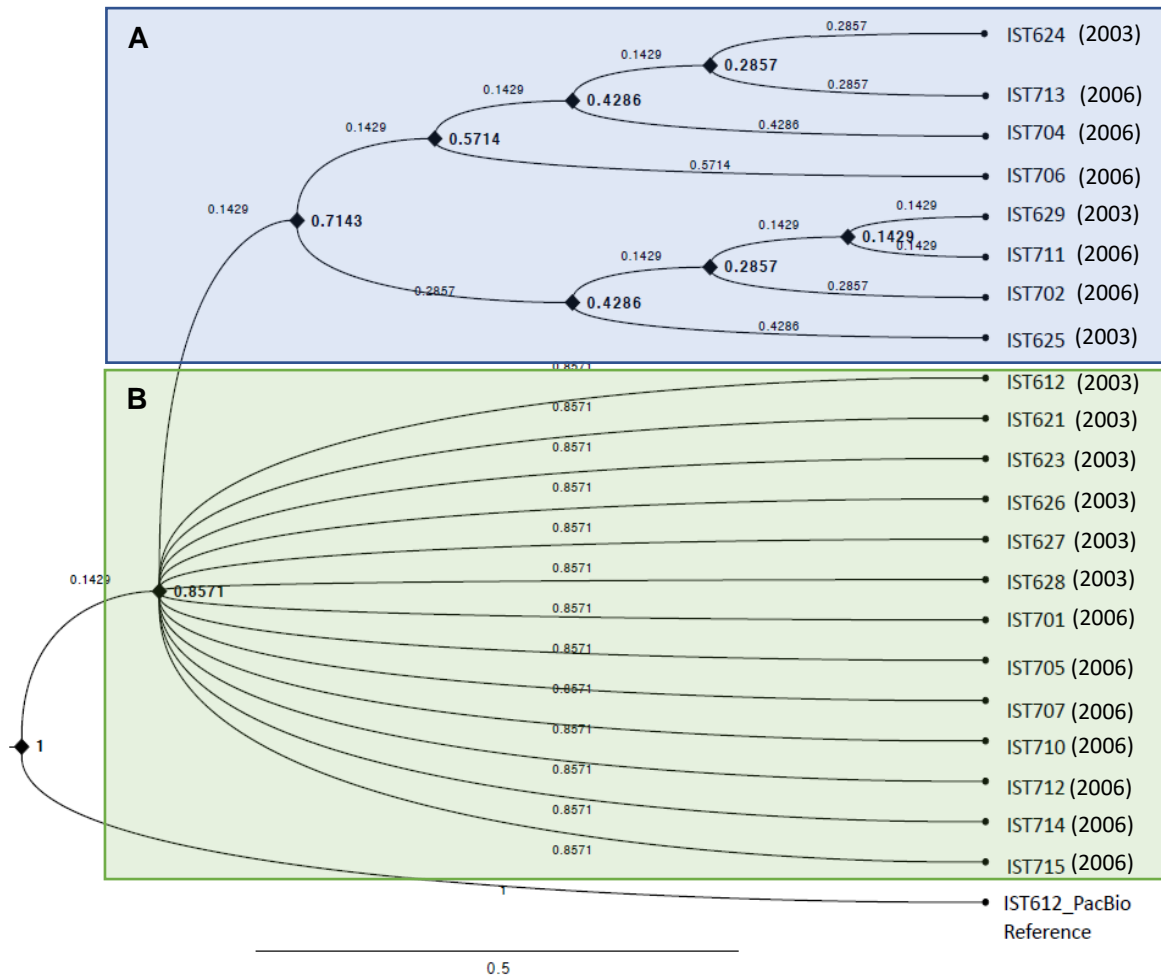 A
0.2857
IST624 (2003)
0.1429
0.2857
0.2857
IST713 (2006)
0.1429
0.4286
0.4286
IST704 (2006)
0.1429
0.5714
0.5714
IST706 (2006)
0.1429
0.7143
0.1429
IST629 (2003)
0.1429
0.1429
0.1429
IST711 (2006)
0.1429
0.2857
0.2857
IST702 (2006)
0.2857
0.4286
0.4286
IST625 (2003)
0.8571
B
IST612 (2003)
0.8571
IST621 (2003)
0.8571
IST623 (2003)
0.8571
IST626 (2003)
0.8571
IST627 (2003)
0.8571
IST628 (2003)
0.1429
0.8571
0.8571
IST701 (2006)
0.8571
IST705 (2006)
0.8571
IST707 (2006)
0.8571
IST710 (2006)
1
0.8571
IST712 (2006)
0.8571
IST714 (2006)
0.8571
IST715 (2006)
1
IST612_PacBio
Reference
0.5